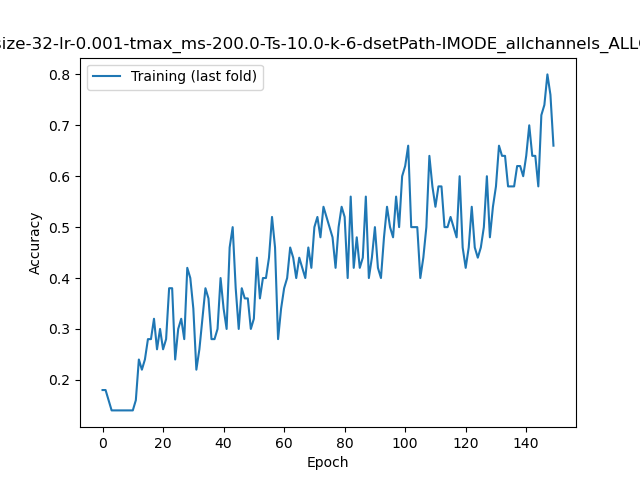 size-32-lr-0.001-tmax_ms-200.0-Ts-10.0-k-6-dsetPath-IMODE_allchannels_ALL
Training (last fold)
0.8
0.7
0.6
0.5
0.4
0.3
0.2
Accuracy
0 20 40 60 80 100 120 140
Epoch